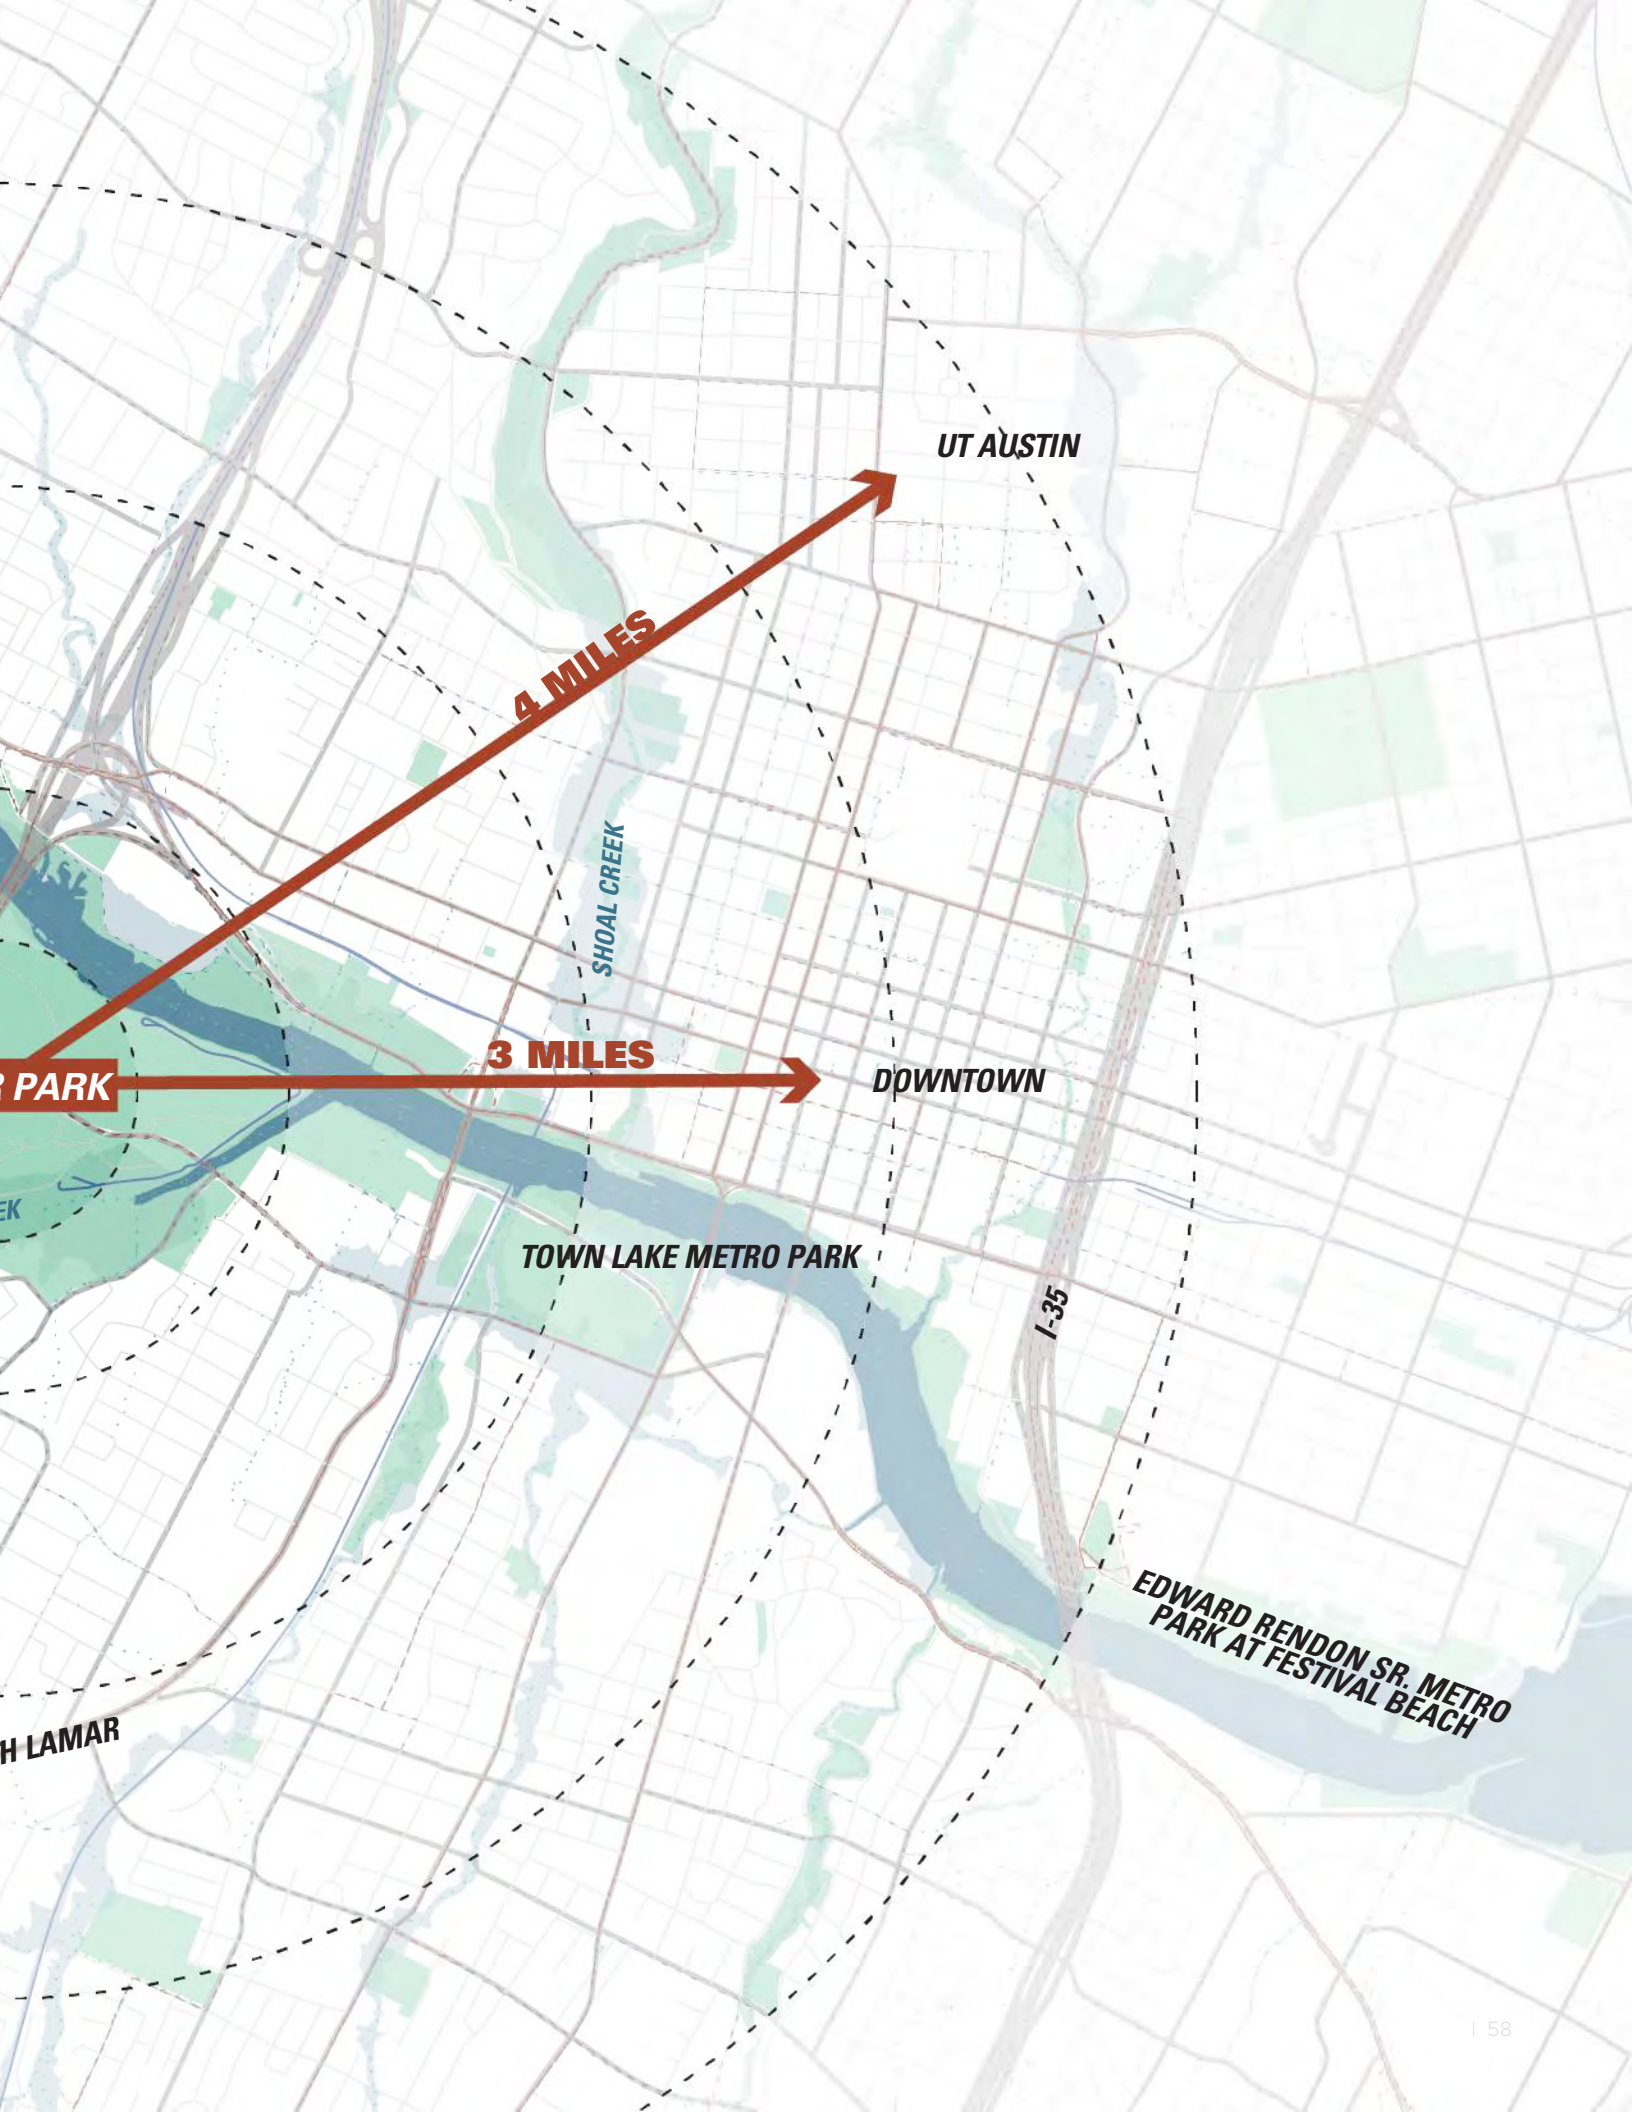 UT AUSTIN
4 MILES
SHOAL CREEK
3 MILES
R PARK
DOWNTOWN
EK
TOWN LAKE METRO PARK
I-35
EDWARD RENDON SR. METRO
PARK AT FESTIVAL BEACH
H LAMAR
| 58